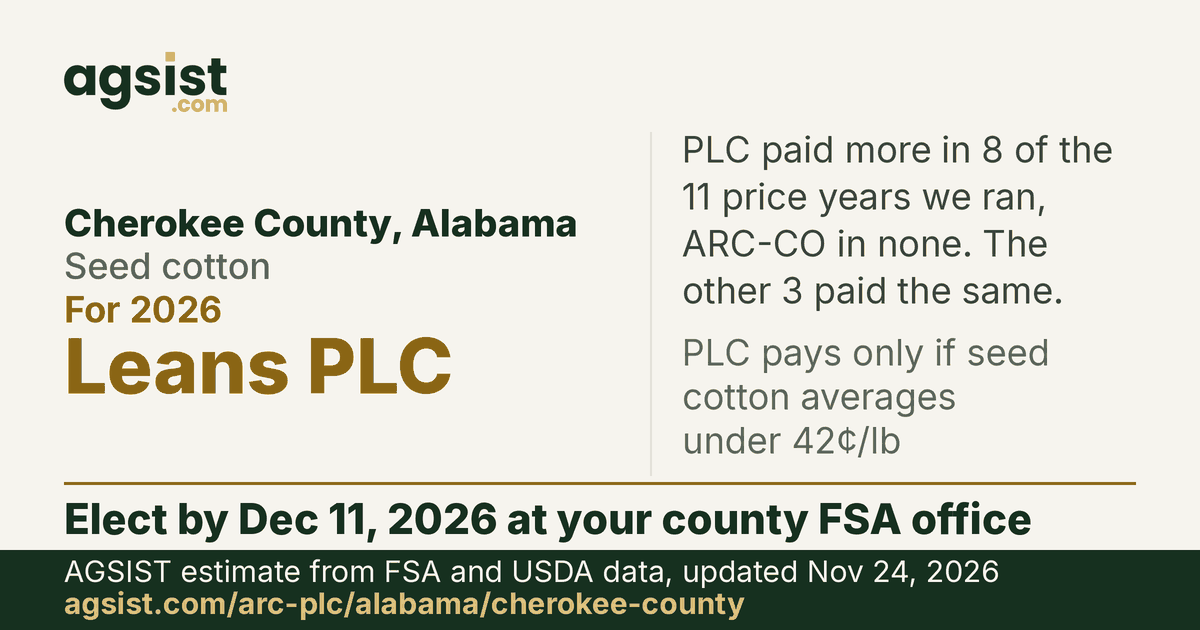 agsist
.com
Cherokee County, Alabama
Seed cotton
For 2026
Leans PLC
PLC paid more in 8 of the
11 price years we ran,
ARC-CO in none. The
other 3 paid the same.
PLC pays only if seed
cotton averages
under 42¢/lb
Elect by Dec 11, 2026 at your county FSA office
AGSIST estimate from FSA and USDA data, updated Nov 24, 2026
agsist.com/arc-plc/alabama/cherokee-county